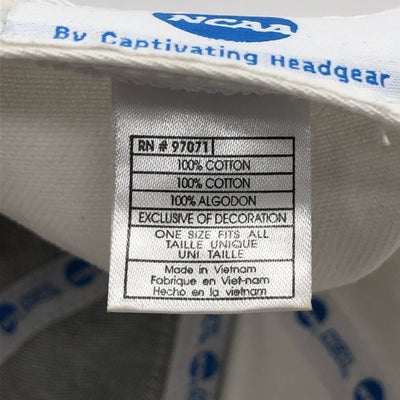 NCAA
By Captivating Headgear
RN # 97071
100% COTTON
100% COTTON
100% ALGODON
EXCLUSIVE OF DECORATION
ONE SIZE FITS ALL
TAILLE UNIQUE
UNI TAILLE
Made in Vietnam
Fabrique en Viet-nam
Hecho en la vietnam